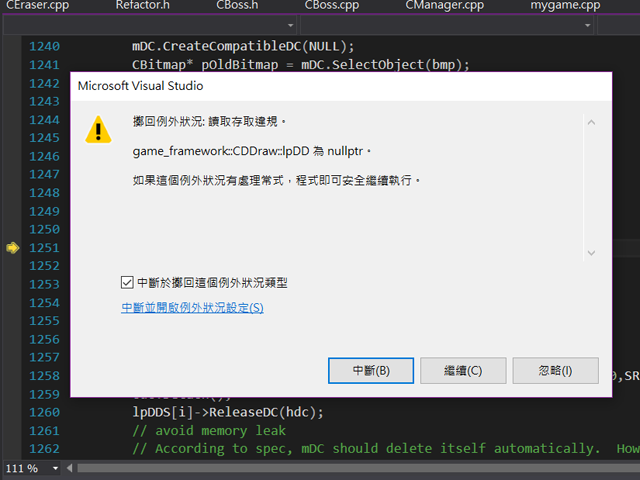 CEraser.cpp Refactor.h CBoss.h CBoss.cpp CManager.cpp mygame.cpp
1240 mDC.CreateCompatibleDC(NULL);
1241 CBitmap* pOldBitmap = mDC.SelectObject(bmp);
1242
Microsoft Visual Studio
1243
擲回例外狀況: 讀取存取違規。
1244
1245
game_framework::CDDraw::lpDD 為 nullptr。
1246
1247
如果這個例外狀況有處理常式，程式即可安全繼續執行。
1248
1249
1250
1251
1252
1253
中斷於擲回這個例外狀況類型
1254
中斷並開啟例外狀況設定(S)
1255
1256
1257
中斷(B) 繼續(C) 忽略(I)
1258 0,SR
1259
1260 lpDDS[i]->ReleaseDC(hdc);
1261 // avoid memory leak
1262 // According to spec, mDC should delete itself automatically. How
111 %